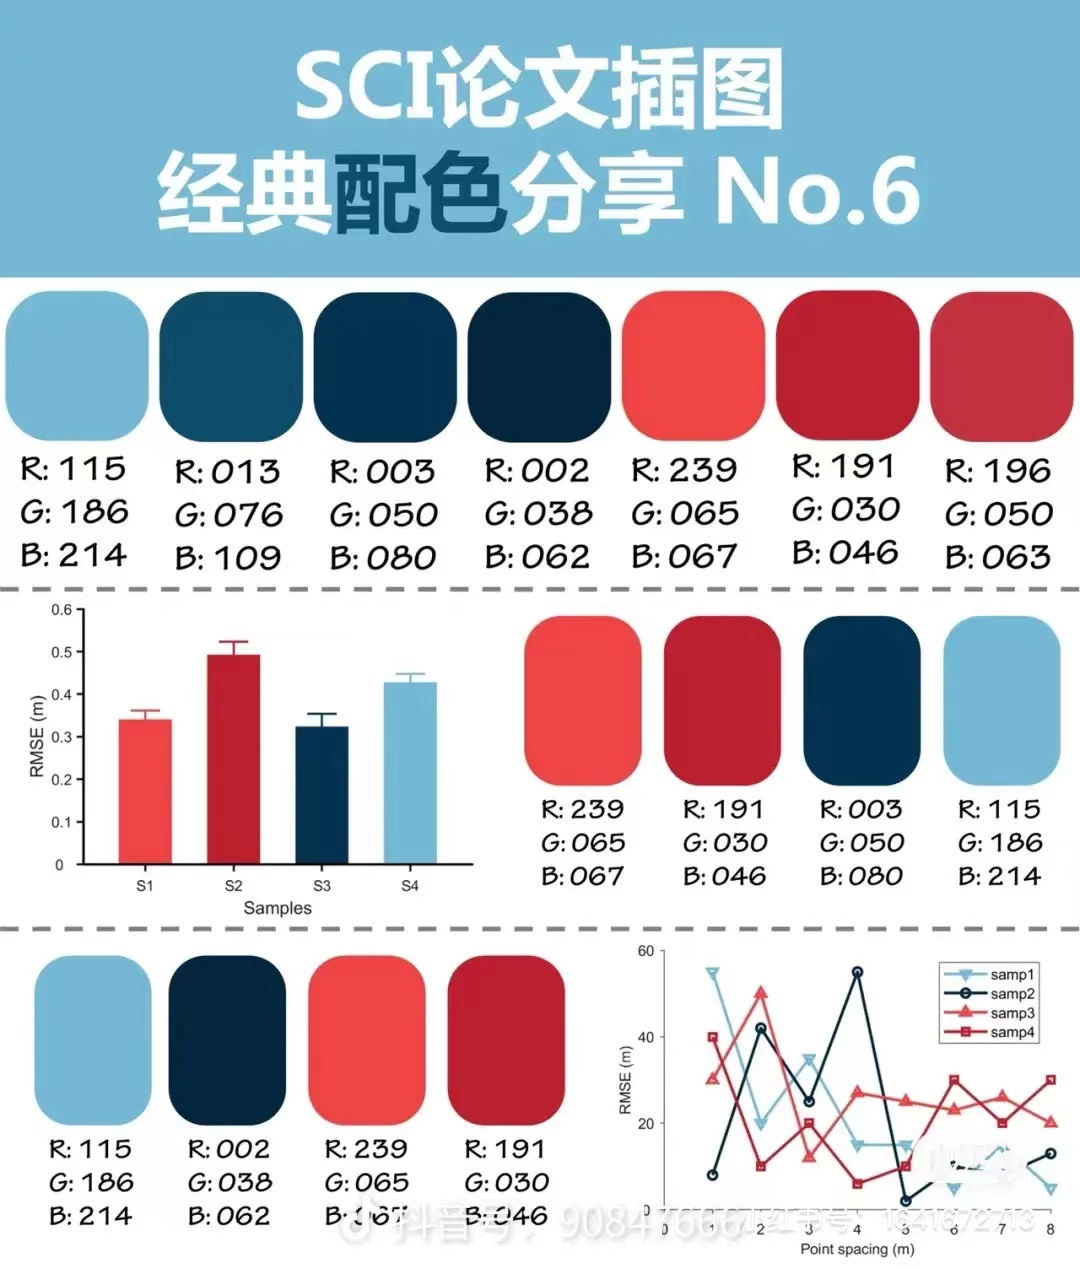 SCI论文插图
经典配色分享 No.6
R: 115 R: 013 R: 003 R: 002 R: 239 R: 191 R: 196
G: 186 G: 076 G: 050 G: 038 G: 065 G: 030 G: 050
B: 214 B: 109 B: 080 B: 062 B: 067 B: 046 B: 063
0.6
0.5
0.4
0.3
0.2
0.1
0
RMSE (m)
S1 S2 S3 S4
Samples
R: 239 R: 191 R: 003 R: 115
G: 065 G: 030 G: 050 G: 186
B: 067 B: 046 B: 080 B: 214
R: 115 R: 002 R: 239 R: 191
G: 186 G: 038 G: 065 G: 030
B: 214 B: 062 B: 067 B: 046
60
40
20
0
RMSE (m)
samp1
samp2
samp3
samp4
0 1 2 3 4 5 6 7 8
Point spacing (m)
抖音号: 90847666
小红书号: